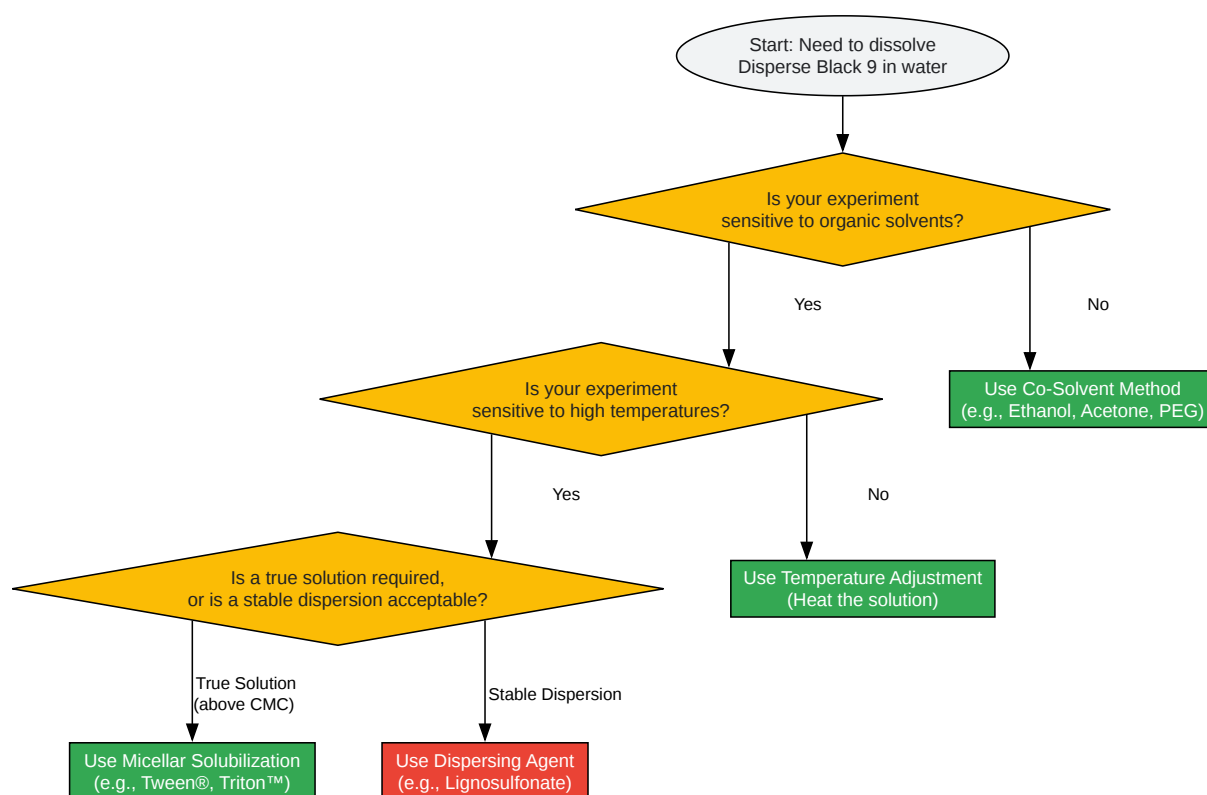 Start: Need to dissolve
Disperse Black 9 in water
Is your experiment
sensitive to organic solvents?
Yes
No
Is your experiment
sensitive to high temperatures?
Use Co-Solvent Method
(e.g., Ethanol, Acetone, PEG)
Yes
No
Is a true solution required,
or is a stable dispersion acceptable?
Use Temperature Adjustment
(Heat the solution)
True Solution
(above CMC)
Stable Dispersion
Use Micellar Solubilization
(e.g., Tween®, Triton™)
Use Dispersing Agent
(e.g., Lignosulfonate)